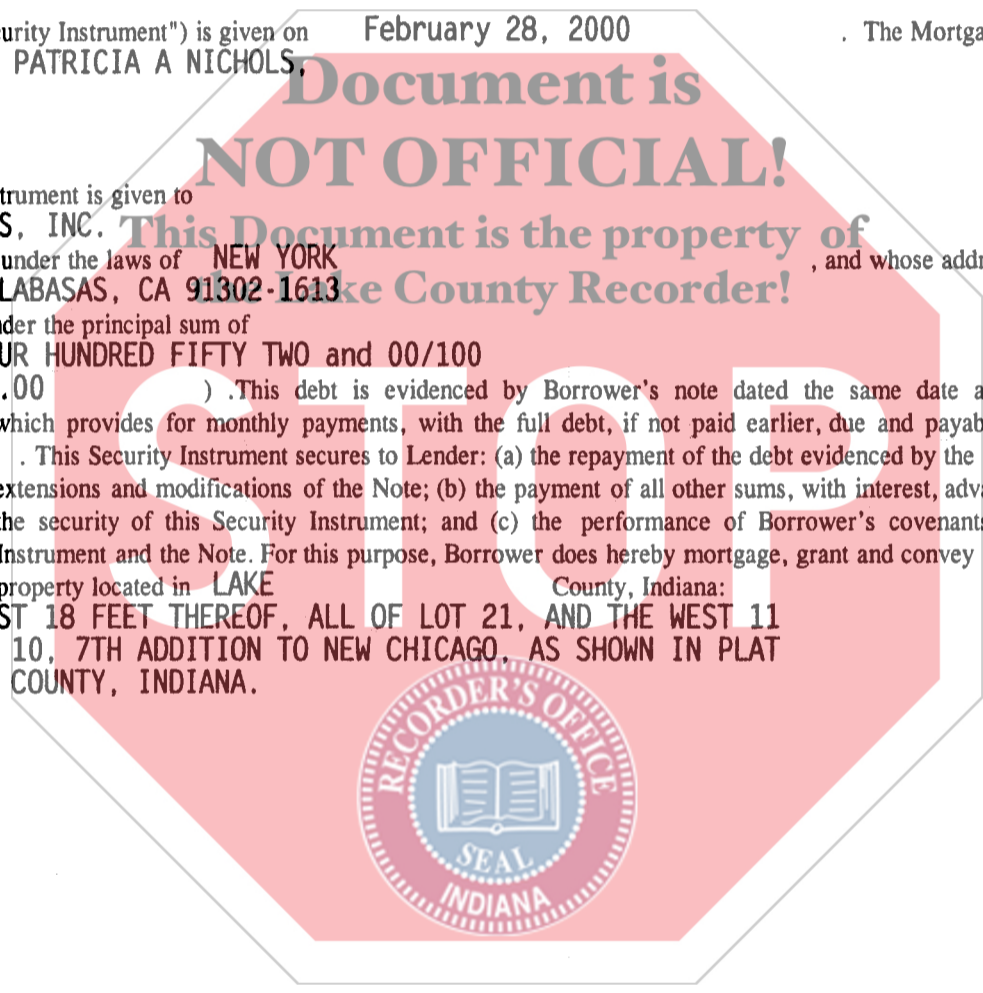 urity Instrument") is given on February 28, 2000 . The Mortga
PATRICIA A NICHOLS,
Document is
NOT OFFICIAL!
trument is given to
S, INC.
This Document is the property of
under the laws of NEW YORK , and whose addr
LABASAS, CA 91302-1613
the Lake County Recorder!
der the principal sum of
UR HUNDRED FIFTY TWO and 00/100
.00 ) .This debt is evidenced by Borrower's note dated the same date a
which provides for monthly payments, with the full debt, if not paid earlier, due and payab
. This Security Instrument secures to Lender: (a) the repayment of the debt evidenced by the
extensions and modifications of the Note; (b) the payment of all other sums, with interest, adva
the security of this Security Instrument; and (c) the performance of Borrower's covenants
Instrument and the Note. For this purpose, Borrower does hereby mortgage, grant and convey
property located in LAKE County, Indiana:
STOP
ST 18 FEET THEREOF, ALL OF LOT 21, AND THE WEST 11
10, 7TH ADDITION TO NEW CHICAGO, AS SHOWN IN PLAT
COUNTY, INDIANA.
RECORDER'S OFFICE
SEAL
INDIANA